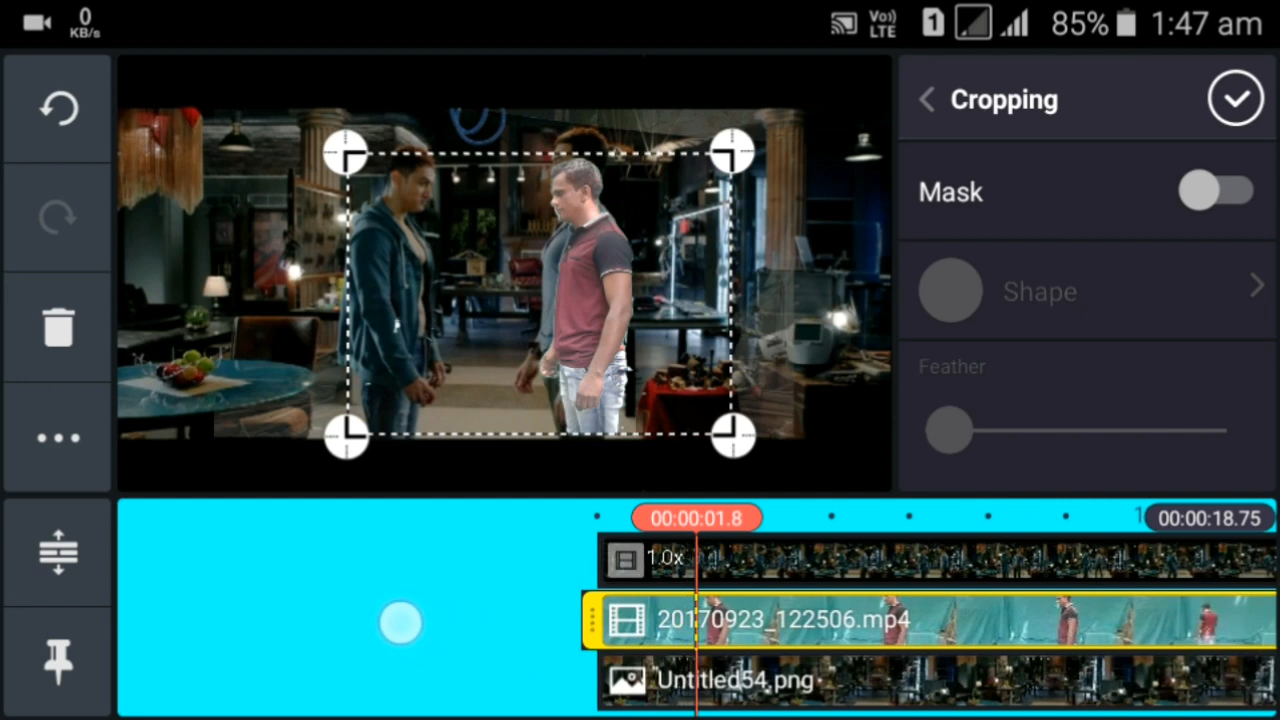 0
KB/s
Vo))
LTE
1
85%
1:47 am
Cropping
Mask
Shape
Feather
00:00:01.8
1
00:00:18.75
1.0x
20170923_122506.mp4
Untitled54.png